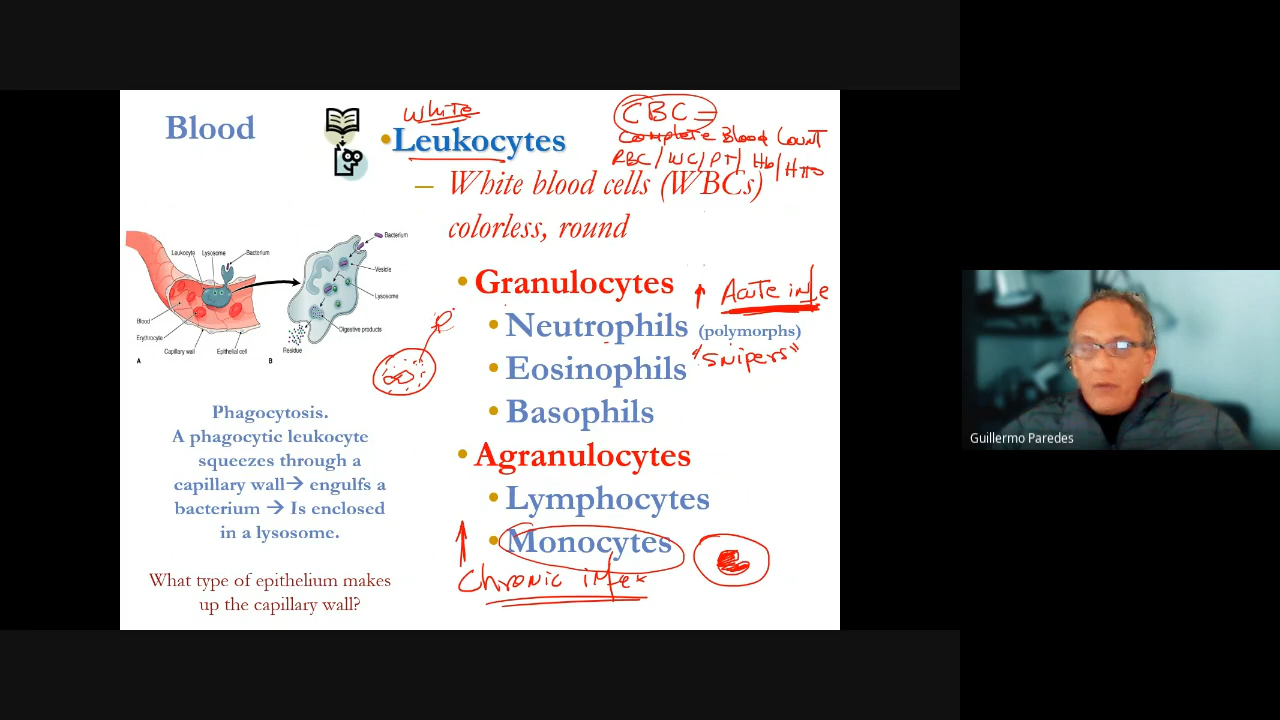 Blood
White
•Leukocytes
CBC =
Complete Blood Count
RBC / WC / PT / Hb / HTTO
– White blood cells (WBCs)
colorless, round
Leukocyte Lysosome Bacterium
Bacterium
Vesicle
Lysosome
Digestive products
Residue
Blood
Erythrocyte
Capillary wall Epithelial cell
A B
• Granulocytes ↑ Acute infe
• Neutrophils (polymorphs)
• Eosinophils "snipers"
• Basophils
• Agranulocytes
• Lymphocytes
• Monocytes
↑ Chronic infex
Phagocytosis.
A phagocytic leukocyte
squeezes through a
capillary wall→ engulfs a
bacterium → Is enclosed
in a lysosome.
What type of epithelium makes
up the capillary wall?
Guillermo Paredes